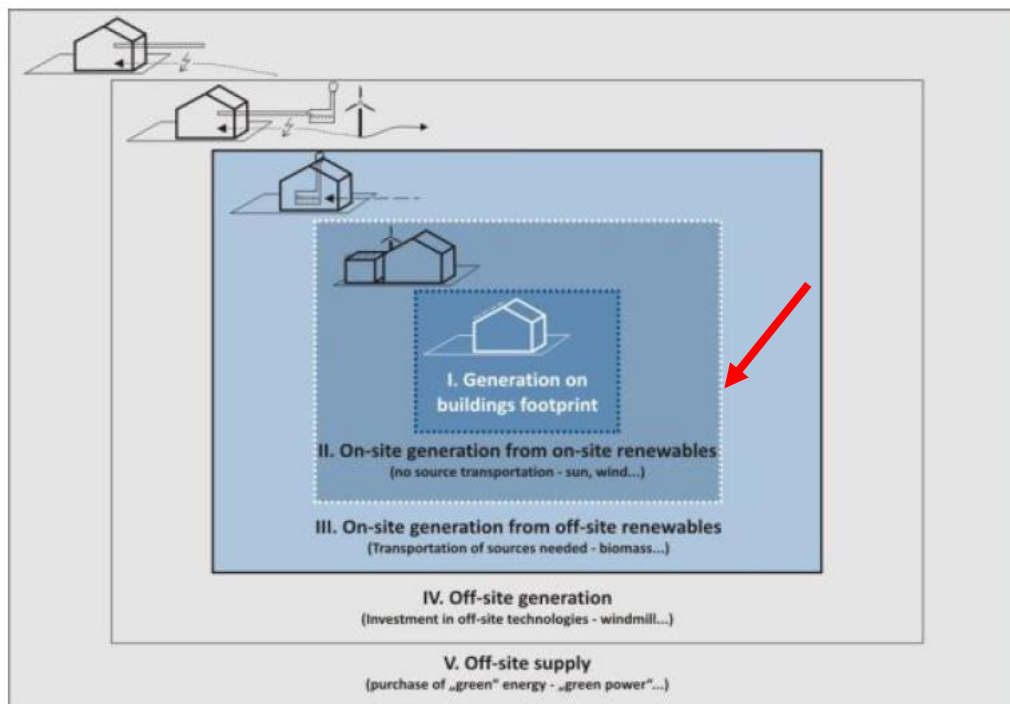 I. Generation on
buildings footprint
II. On-site generation from on-site renewables
(no source transportation - sun, wind...)
III. On-site generation from off-site renewables
(Transportation of sources needed - biomass...)
IV. Off-site generation
(Investment in off-site technologies - windmill...)
V. Off-site supply
(purchase of „green“ energy - „green power“...)